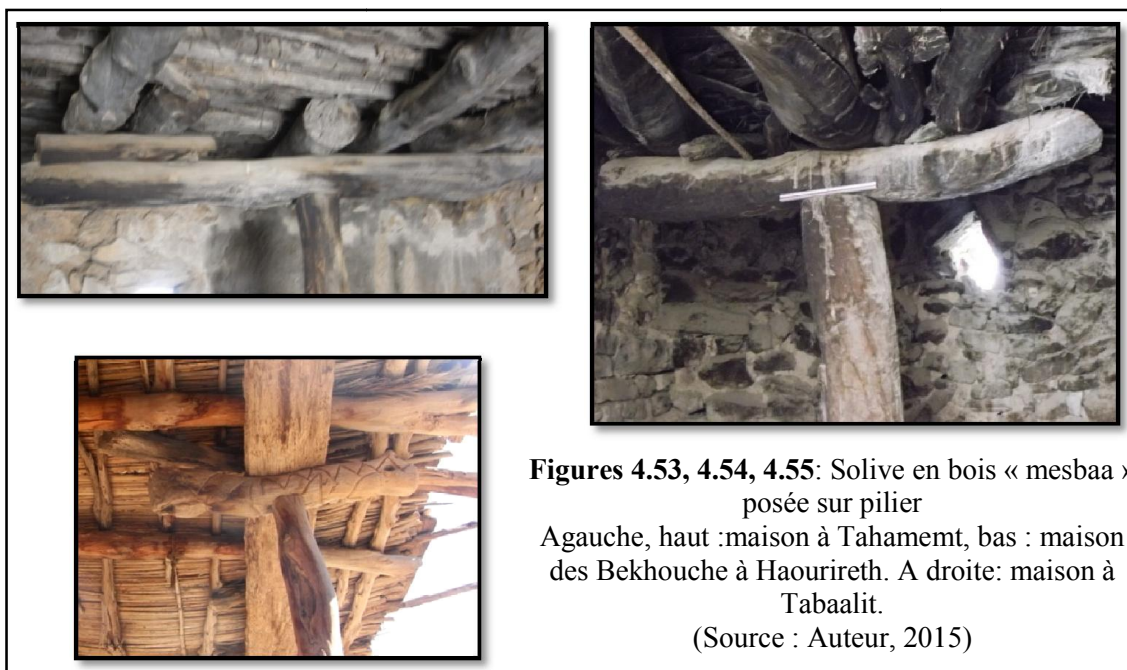 Figures 4.53, 4.54, 4.55: Solive en bois « mesbaa »
posée sur pilier
Agauche, haut :maison à Tahamemt, bas : maison
des Bekhouche à Haourireth. A droite: maison à
Tabaalit.
(Source : Auteur, 2015)